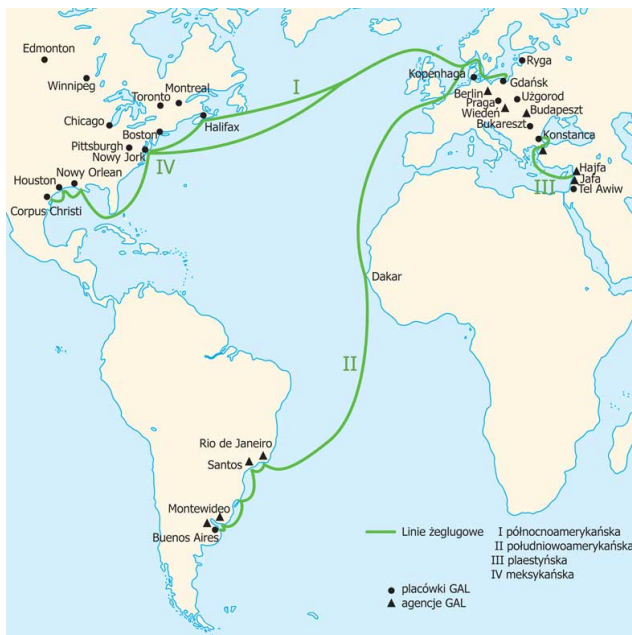 Edmonton
Winnipeg
Toronto
Montreal
Chicago
Boston
Halifax
Pittsburgh
Nowy Jork
Houston
Nowy Orlean
Corpus Christi
I
IV
Kopenhaga
Ryga
Gdańsk
Berlin
Praga
Użgorod
Wiedeń
Budapeszt
Bukareszt
Konstanca
III
Hajfa
Jafa
Tel Awiw
Dakar
II
Rio de Janeiro
Santos
Montewideo
Buenos Aires
Linie żeglugowe I północnoamerykańska
II południowoamerykańska
III plaestyńska
IV meksykańska
placówki GAL
agencje GAL